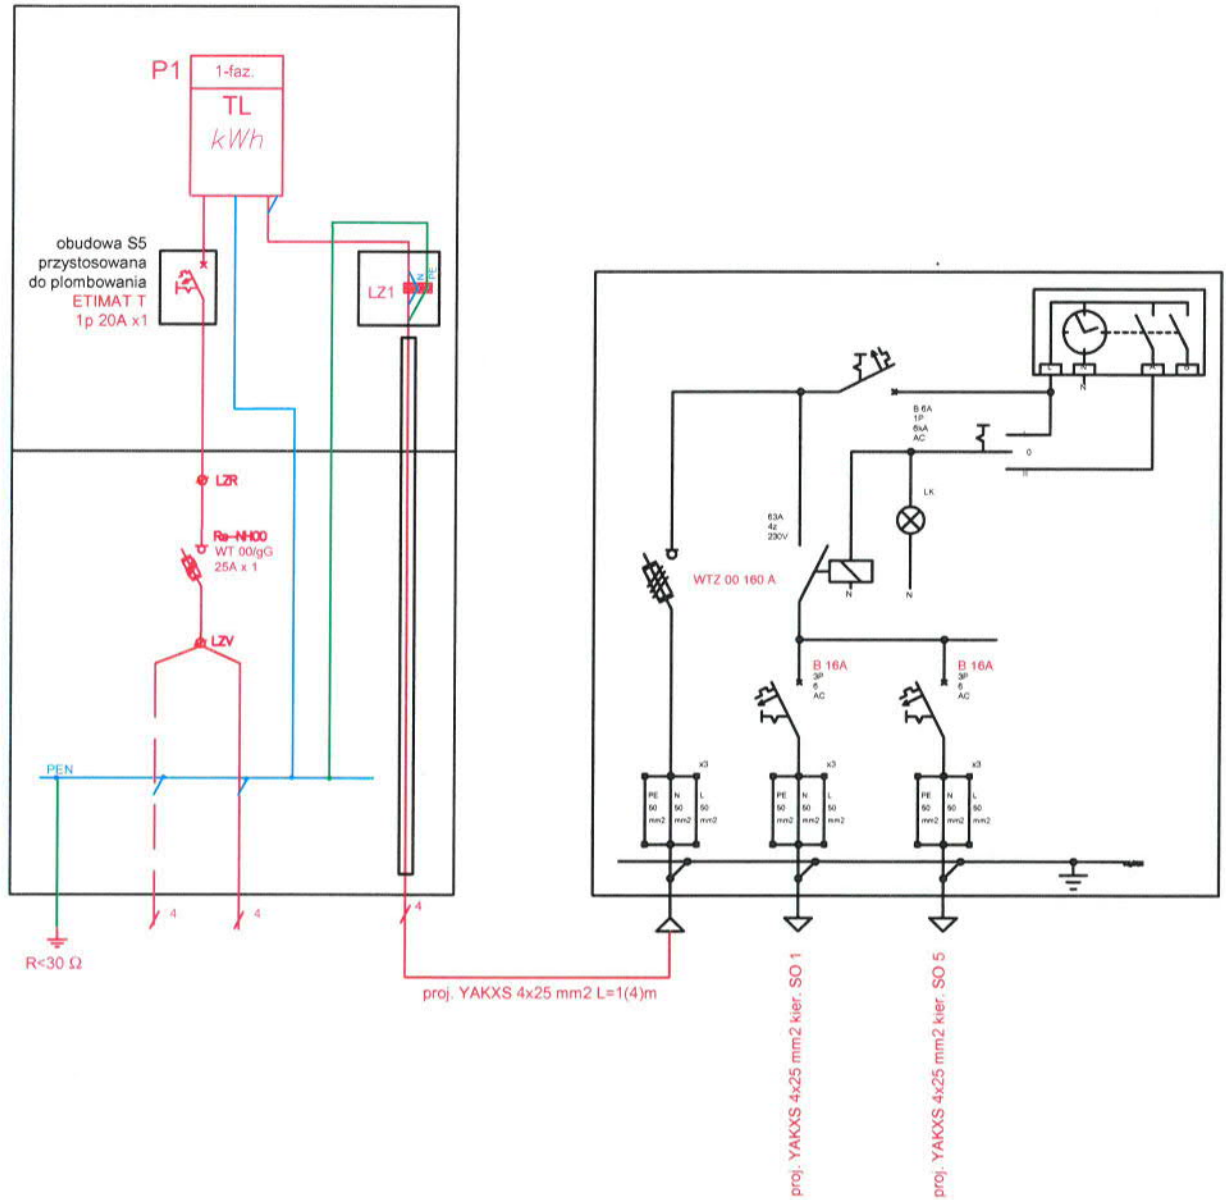 P1
1-faz.
TL
kWh
obudowa S5
przystosowana
do plombowania
ETIMAT T
1p 20A x1
LZ1
N
PE
LZR
WT 00/gG
25A x 1
LZV
PEN
4
4
4
R<30 Ω
proj. YAKXS 4x25 mm2 L=1(4)m
L
N
N
B 6A
1P
6kA
AC
0
LK
63A
4z
230V
N
N
WTZ 00 160 A
B 16A
3P
6
AC
B 16A
3P
6
AC
x3
PE
50
mm2
N
50
L
50
mm2
x3
PE
50
mm2
N
50
L
50
mm2
x3
PE
50
mm2
N
50
L
50
mm2
proj. YAKXS 4x25 mm2 kier. SO 1
proj. YAKXS 4x25 mm2 kier. SO 5